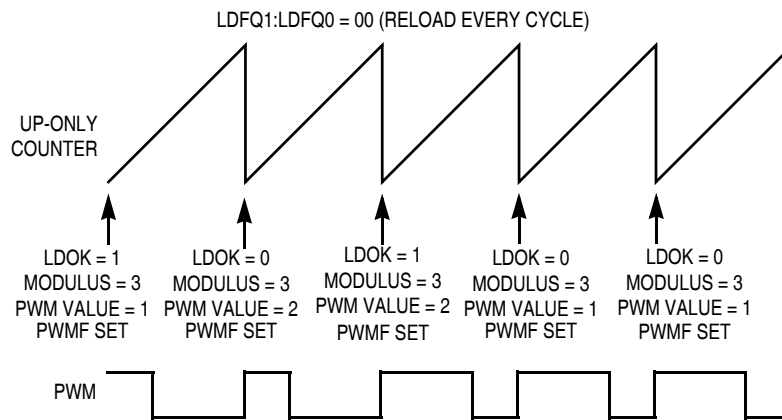 LDFQ1:LDFQ0 = 00 (RELOAD EVERY CYCLE)
UP-ONLY
COUNTER
LDOK = 1
MODULUS = 3
PWM VALUE = 1
PWMF SET
LDOK = 0
MODULUS = 3
PWM VALUE = 2
PWMF SET
LDOK = 1
MODULUS = 3
PWM VALUE = 2
PWMF SET
LDOK = 0
MODULUS = 3
PWM VALUE = 1
PWMF SET
LDOK = 0
MODULUS = 3
PWM VALUE = 1
PWMF SET
PWM